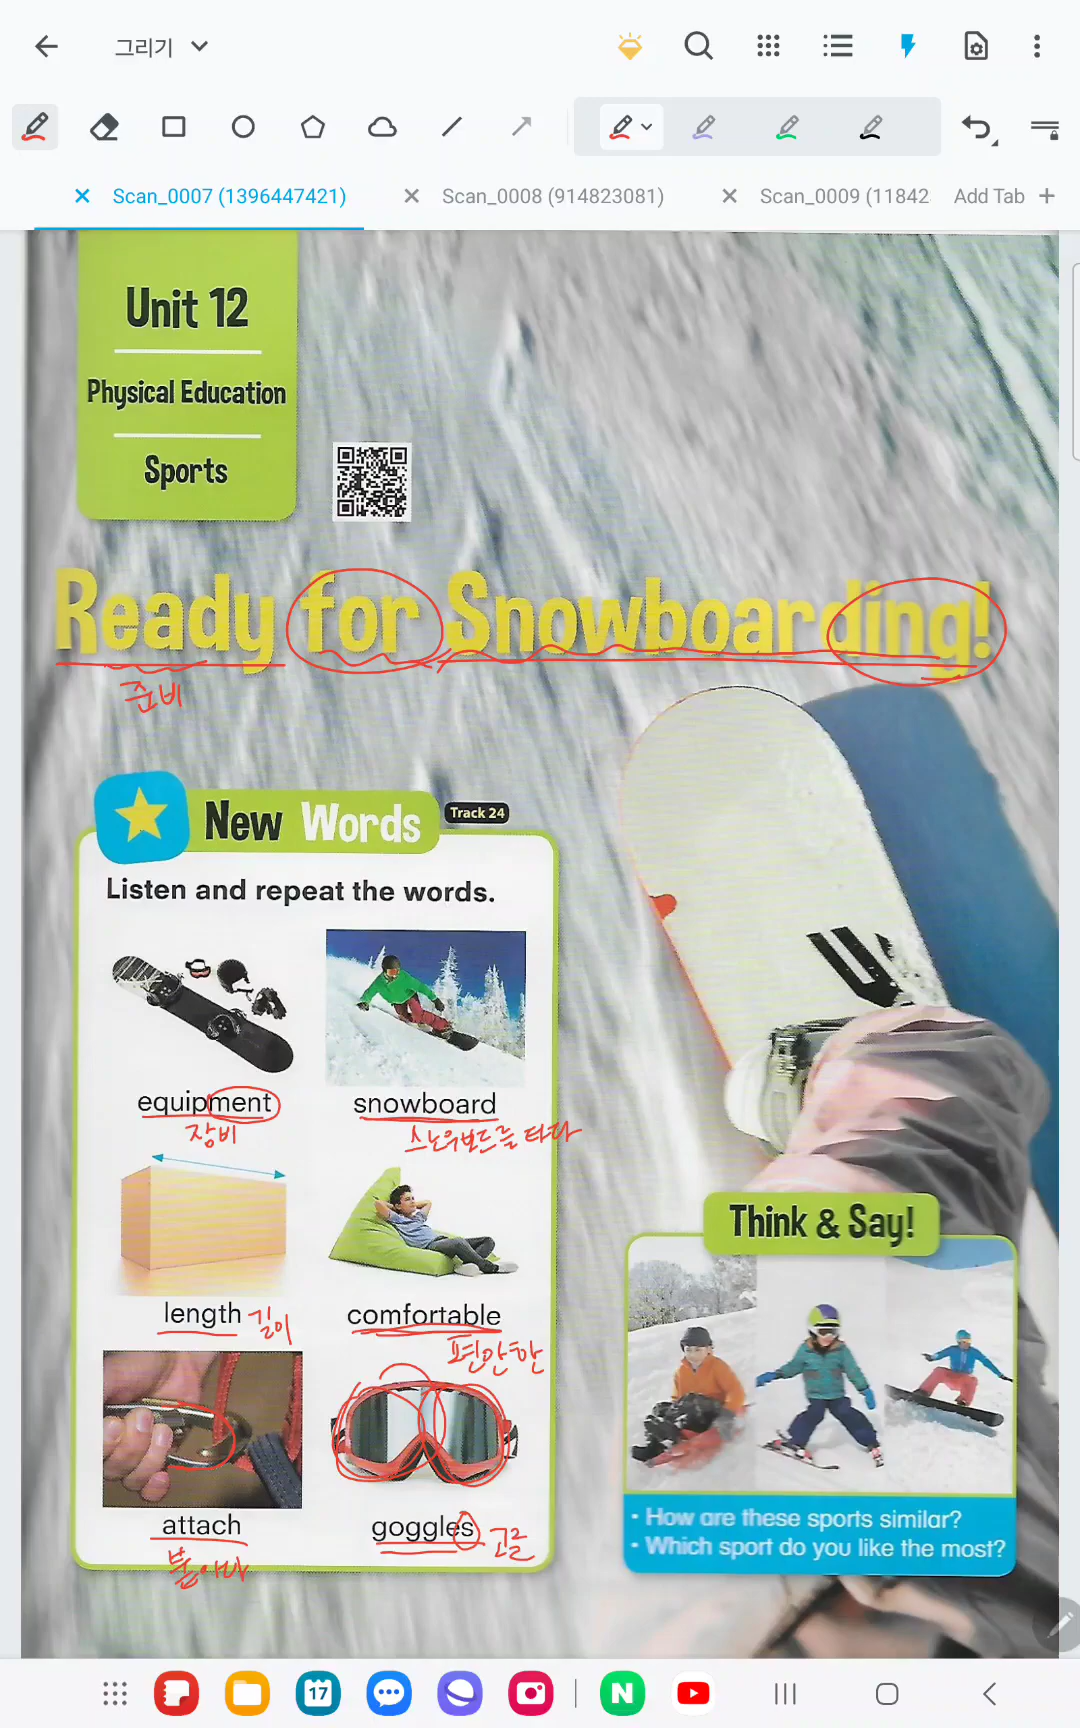 그리기
Scan_0007 (1396447421)
Scan_0008 (914823081)
Scan_0009 (11842
Add Tab
Unit 12
Physical Education
Sports
Ready for Snowboarding!
준비
New Words
Track 24
Listen and repeat the words.
equipment
장비
snowboard
스노우보드를 타다
length 길이
comfortable
편안한
attach
goggles 고글
Think & Say!
• How are these sports similar?
• Which sport do you like the most?
17
N